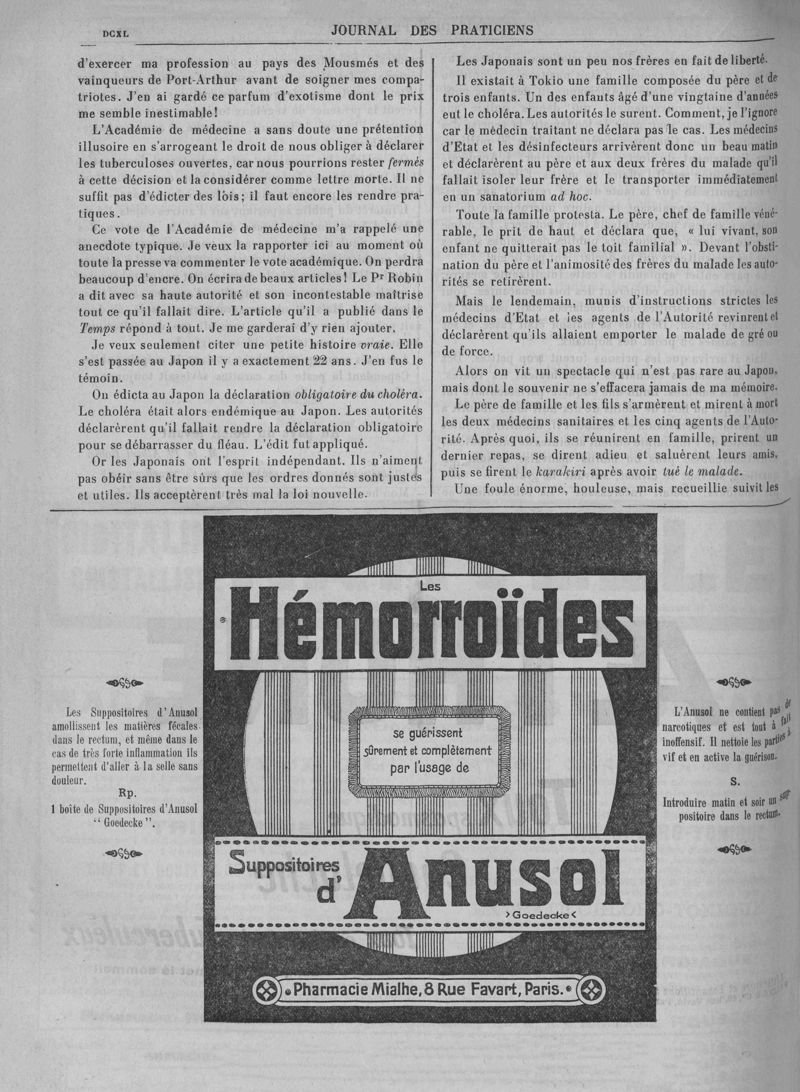 DCXL
JOURNAL DES PRATICIENS
d'exercer ma profession au pays des Mousmés et des
vainqueurs de Port-Arthur avant de soigner mes compa-
triotes. J'en ai gardé ce parfum d'exotisme dont le prix
me semble inestimable!
L'Académie de médecine a sans doute une prétention
illusoire en s'arrogeant le droit de nous obliger à déclarer
les tuberculoses ouvertes, car nous pourrions rester fermés
à cette décision et la considérer comme lettre morte. Il ne
suffit pas d'édicter des lois; il faut encore les rendre pra-
tiques.
Ce vote de l'Académie de médecine m'a rappelé une
anecdote typique. Je veux la rapporter ici au moment où
toute la presse va commenter le vote académique. On perdra
beaucoup d'encre. On écrira de beaux articles! Le Pr Robin
a dit avec sa haute autorité et son incontestable maîtrise
tout ce qu'il fallait dire. L'article qu'il a publié dans le
Temps répond à tout. Je me garderai d'y rien ajouter.
Je veux seulement citer une petite histoire vraie. Elle
s'est passée au Japon il y a exactement 22 ans. J'en fus le
témoin.
On édicta au Japon la déclaration obligatoire du choléra.
Le choléra était alors endémique au Japon. Les autorités
déclarèrent qu'il fallait rendre la déclaration obligatoire
pour se débarrasser du fléau. L'édit fut appliqué.
Or les Japonais ont l'esprit indépendant. Ils n'aiment
pas obéir sans être sûrs que les ordres donnés sont justes
et utiles. Ils acceptèrent très mal la loi nouvelle.
Les Japonais sont un peu nos frères en fait de liberté.
Il existait à Tokio une famille composée du père et de
trois enfants. Un des enfants âgé d'une vingtaine d'années
eut le choléra. Les autorités le surent. Comment, je l'ignore
car le médecin traitant ne déclara pas le cas. Les médecins
d'Etat et les désinfecteurs arrivèrent donc un beau matin
et déclarèrent au père et aux deux frères du malade qu'il
fallait isoler leur frère et le transporter immédiatement
en un sanatorium ad hoc.
Toute la famille protesta. Le père, chef de famille véné-
rable, le prit de haut et déclara que, « lui vivant, son
enfant ne quitterait pas le toit familial ». Devant l'obsti-
nation du père et l'animosité des frères du malade les auto-
rités se retirèrent.
Mais le lendemain, munis d'instructions strictes les
médecins d'Etat et les agents de l'Autorité revinrent et
déclarèrent qu'ils allaient emporter le malade de gré ou
de force.
Alors on vit un spectacle qui n'est pas rare au Japon,
mais dont le souvenir ne s'effacera jamais de ma mémoire.
Le père de famille et les fils s'armèrent et mirent à mort
les deux médecins sanitaires et les cinq agents de l'Auto-
rité. Après quoi, ils se réunirent en famille, prirent un
dernier repas, se dirent adieu et saluèrent leurs amis,
puis se firent le karakiri après avoir tué le malade.
Une foule énorme, houleuse, mais recueillie suivit les
Les Suppositoires d'Anusol
amollissent les matières fécales
dans le rectum, et même dans le
cas de très forte inflammation ils
permettent d'aller à la selle sans
douleur.
Rp.
1 boite de Suppositoires d'Anusol
“ Goedecke ”.
Les
Hémorroïdes
se guérissent
sûrement et complètement
par l'usage de
Suppositoires
d'Anusol
>Goedecke<
Pharmacie Mialhe, 8 Rue Favart, Paris.
L'Anusol ne contient pas de
narcotiques et est tout à fait
inoffensif. Il nettoie les parties à
vif et en active la guérison.
S.
Introduire matin et soir un sup-
positoire dans le rectum.